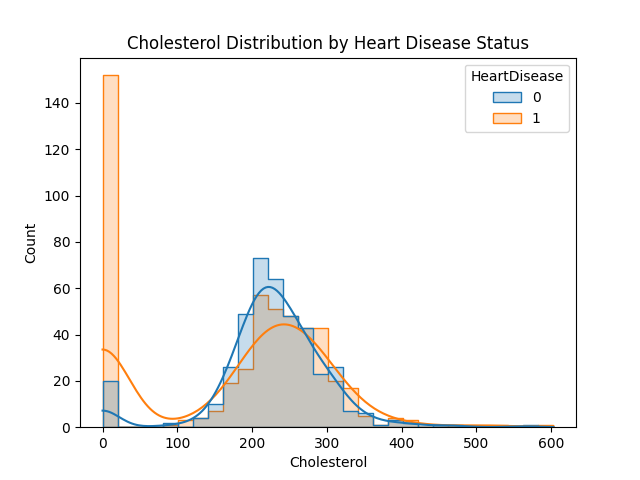 Cholesterol Distribution by Heart Disease Status
HeartDisease
0
1
140
120
100
80
60
40
20
0
Count
0 100 200 300 400 500 600
Cholesterol